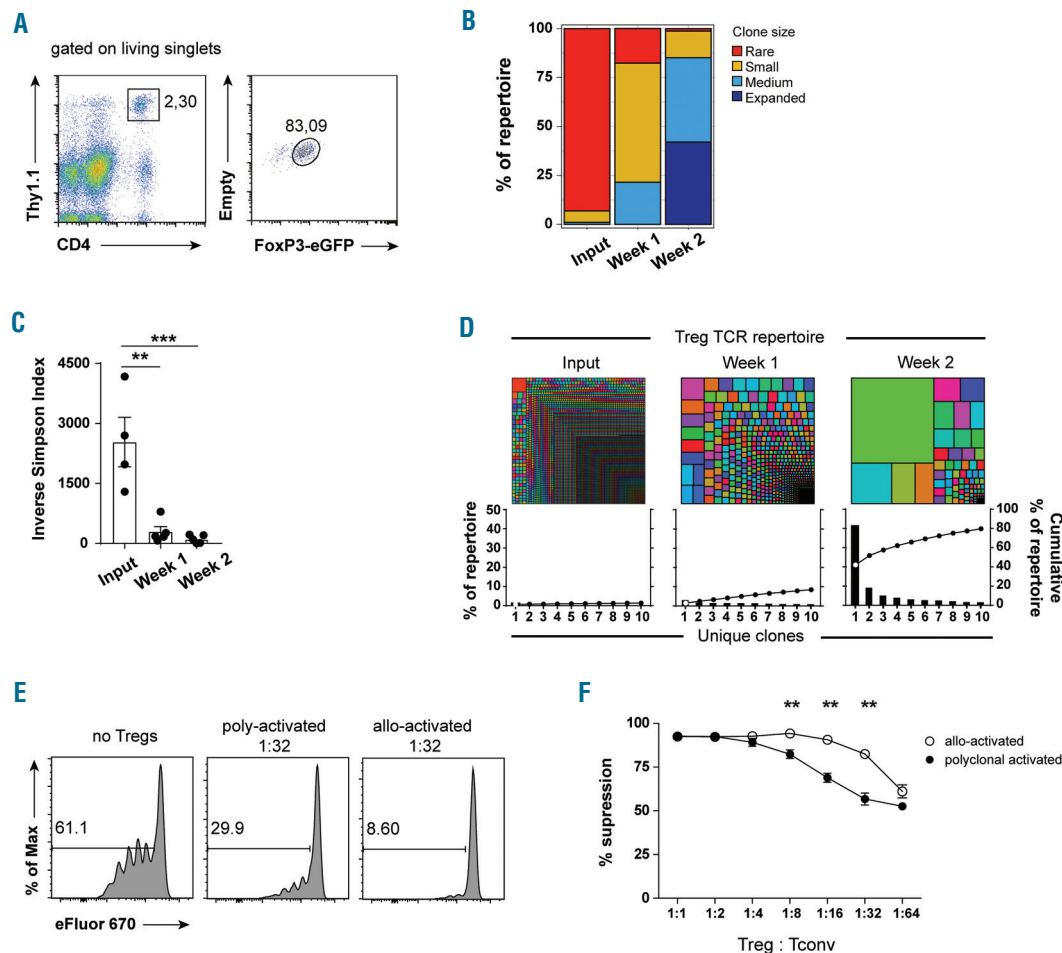 A
gated on living singlets
Thy1.1
2,30
CD4
Empty
83,09
FoxP3-eGFP
B
% of repertoire
100
75
50
25
0
Input
Week 1
Week 2
Clone size
Rare
Small
Medium
Expanded
C
Inverse Simpson Index
4500
3000
1500
0
***
**
Input
Week 1
Week 2
D
Treg TCR repertoire
Input
Week 1
Week 2
% of repertoire
50
40
30
20
10
0
100
80
60
40
20
0
Cumulative
% of repertoire
1 2 3 4 5 6 7 8 9 10
1 2 3 4 5 6 7 8 9 10
1 2 3 4 5 6 7 8 9 10
Unique clones
E
no Tregs
poly-activated
1:32
allo-activated
1:32
% of Max
61.1
29.9
8.60
eFluor 670
F
% supression
100
75
50
25
0
** ** **
allo-activated
polyclonal activated
1:1 1:2 1:4 1:8 1:16 1:32 1:64
Treg : Tconv